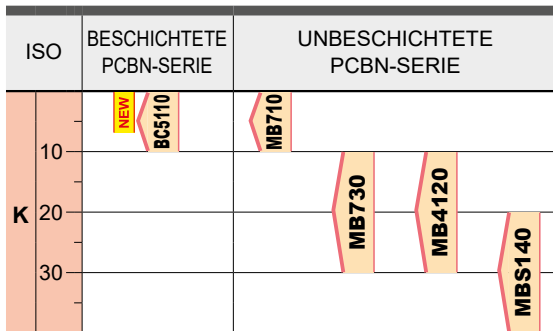 ISO
BESCHICHTETE
PCBN-SERIE
UNBESCHICHTETE
PCBN-SERIE
K
10
20
30
NEW
BC5110
MB710
MB730
MB4120
MBS140